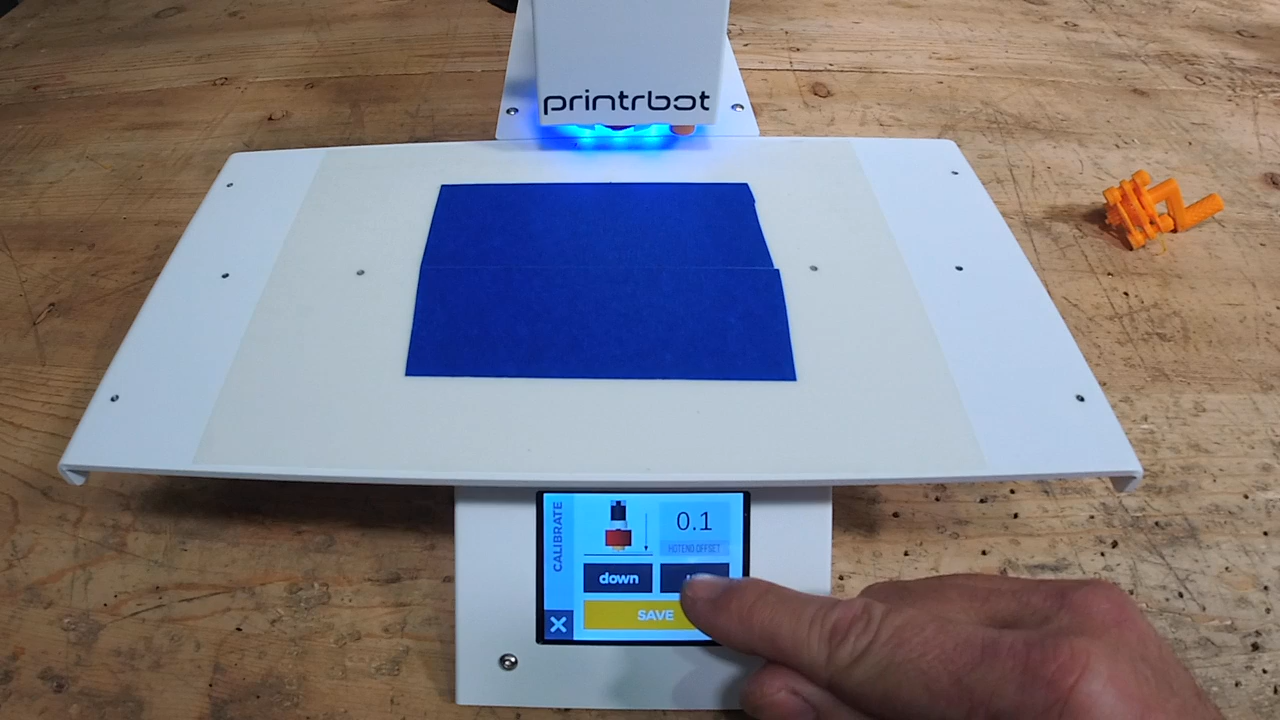 printrbot
CALIBRATE
0.1
HOTEND OFFSET
down
SAVE
X